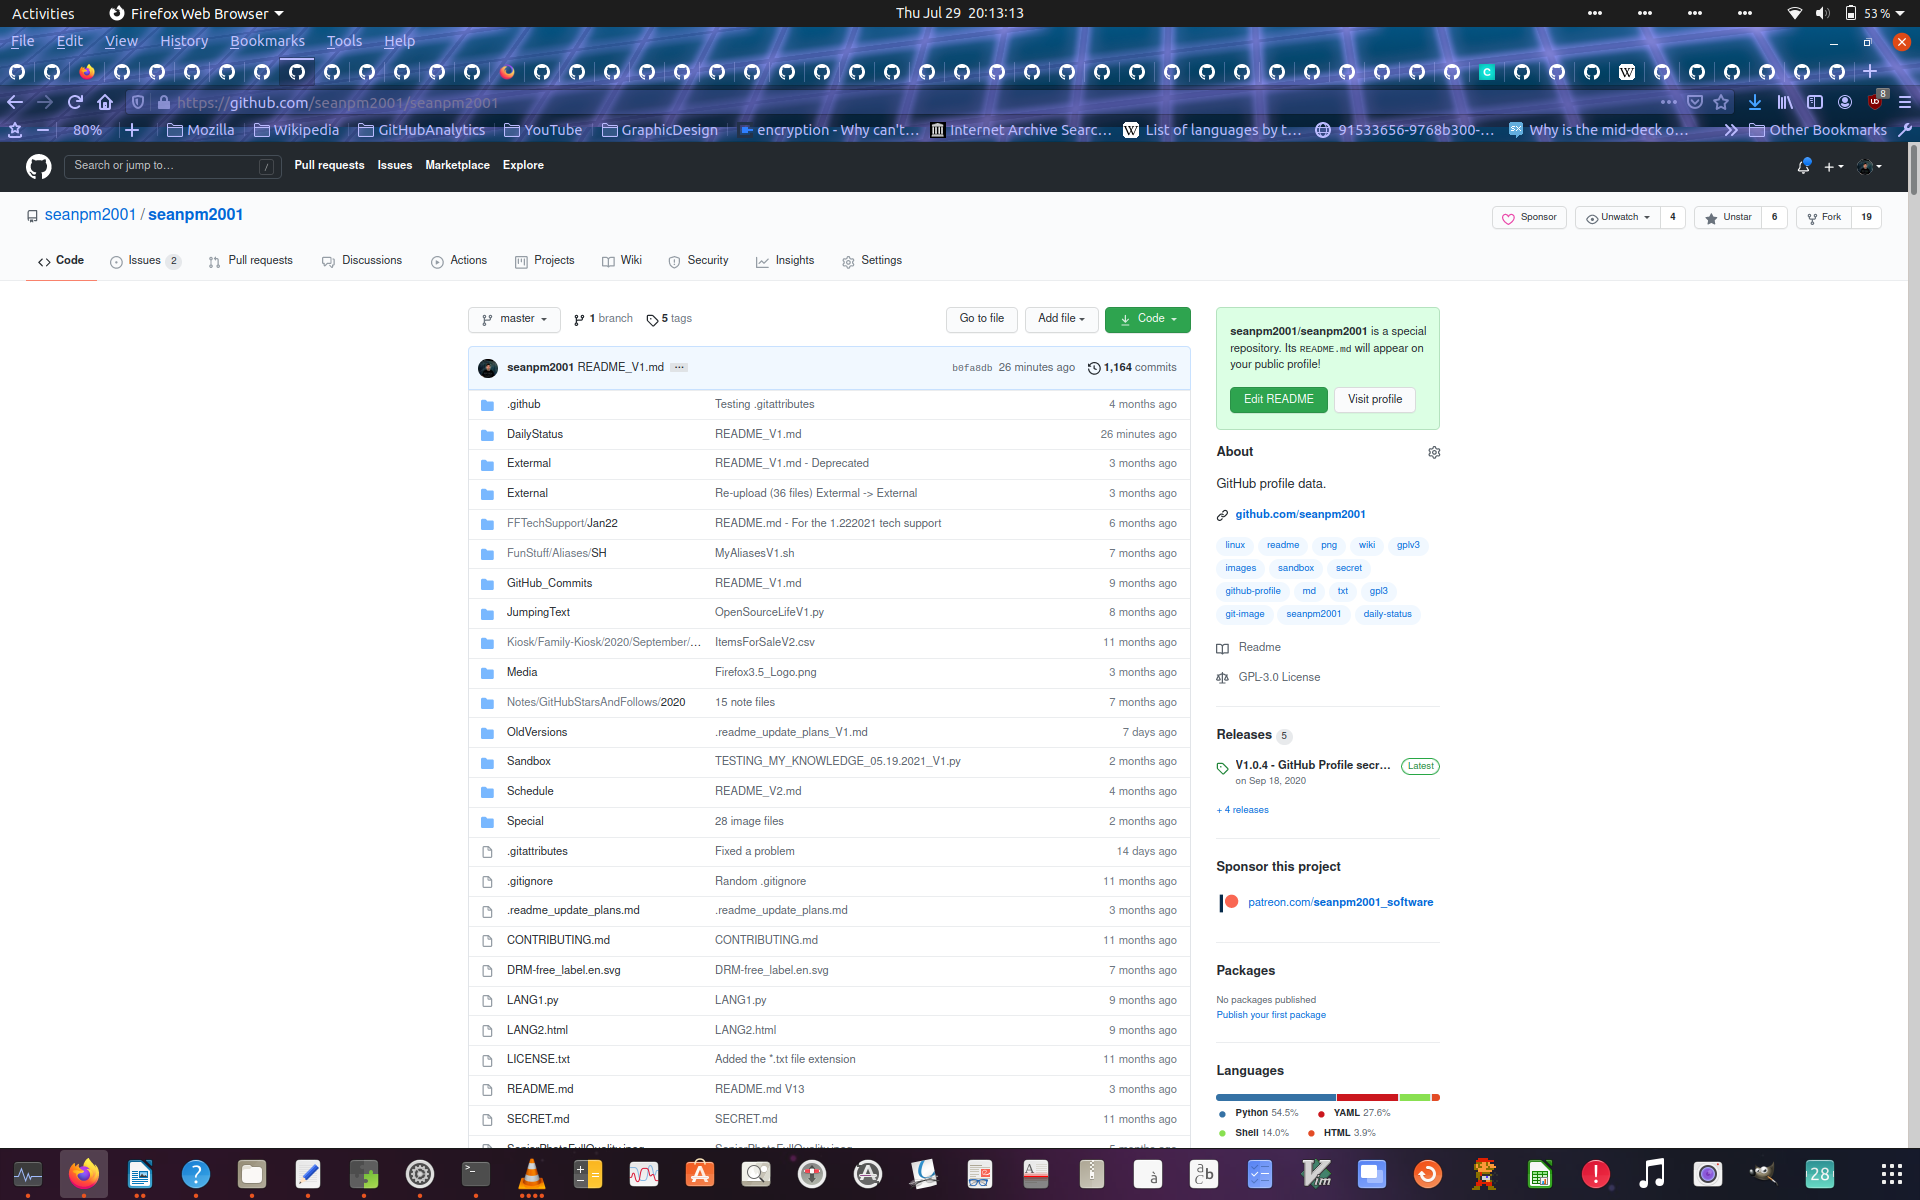 Activities Firefox Web Browser Thu Jul 29 20:13:13 53 %
File Edit View History Bookmarks Tools Help
https://github.com/seanpm2001/seanpm2001 8
80% Mozilla Wikipedia GitHubAnalytics YouTube GraphicDesign encryption - Why can't… Internet Archive Searc… List of languages by t… 91533656-9768b300-… Why is the mid-deck o… Other Bookmarks
Search or jump to… / Pull requests Issues Marketplace Explore
seanpm2001 / seanpm2001 Sponsor Unwatch 4 Unstar 6 Fork 19
Code Issues 2 Pull requests Discussions Actions Projects Wiki Security Insights Settings
master 1 branch 5 tags Go to file Add file Code
seanpm2001 README_V1.md ... b0fa8db 26 minutes ago 1,164 commits
.github Testing .gitattributes 4 months ago
DailyStatus README_V1.md 26 minutes ago
Extermal README_V1.md - Deprecated 3 months ago
External Re-upload (36 files) Extermal -> External 3 months ago
FFTechSupport/Jan22 README.md - For the 1.222021 tech support 6 months ago
FunStuff/Aliases/SH MyAliasesV1.sh 7 months ago
GitHub_Commits README_V1.md 9 months ago
JumpingText OpenSourceLifeV1.py 8 months ago
Kiosk/Family-Kiosk/2020/September/… ItemsForSaleV2.csv 11 months ago
Media Firefox3.5_Logo.png 3 months ago
Notes/GitHubStarsAndFollows/2020 15 note files 7 months ago
OldVersions .readme_update_plans_V1.md 7 days ago
Sandbox TESTING_MY_KNOWLEDGE_05.19.2021_V1.py 2 months ago
Schedule README_V2.md 4 months ago
Special 28 image files 2 months ago
.gitattributes Fixed a problem 14 days ago
.gitignore Random .gitignore 11 months ago
.readme_update_plans.md .readme_update_plans.md 3 months ago
CONTRIBUTING.md CONTRIBUTING.md 11 months ago
DRM-free_label.en.svg DRM-free_label.en.svg 7 months ago
LANG1.py LANG1.py 9 months ago
LANG2.html LANG2.html 9 months ago
LICENSE.txt Added the *.txt file extension 11 months ago
README.md README.md V13 3 months ago
SECRET.md SECRET.md 11 months ago
seanpm2001/seanpm2001 is a special
repository. Its README.md will appear on
your public profile!
Edit README Visit profile
About
GitHub profile data.
github.com/seanpm2001
linux readme png wiki gplv3
images sandbox secret
github-profile md txt gpl3
git-image seanpm2001 daily-status
Readme
GPL-3.0 License
Releases 5
V1.0.4 - GitHub Profile secr... Latest
on Sep 18, 2020
+ 4 releases
Sponsor this project
patreon.com/seanpm2001_software
Packages
No packages published
Publish your first package
Languages
Python 54.5% YAML 27.6%
Shell 14.0% HTML 3.9%
28